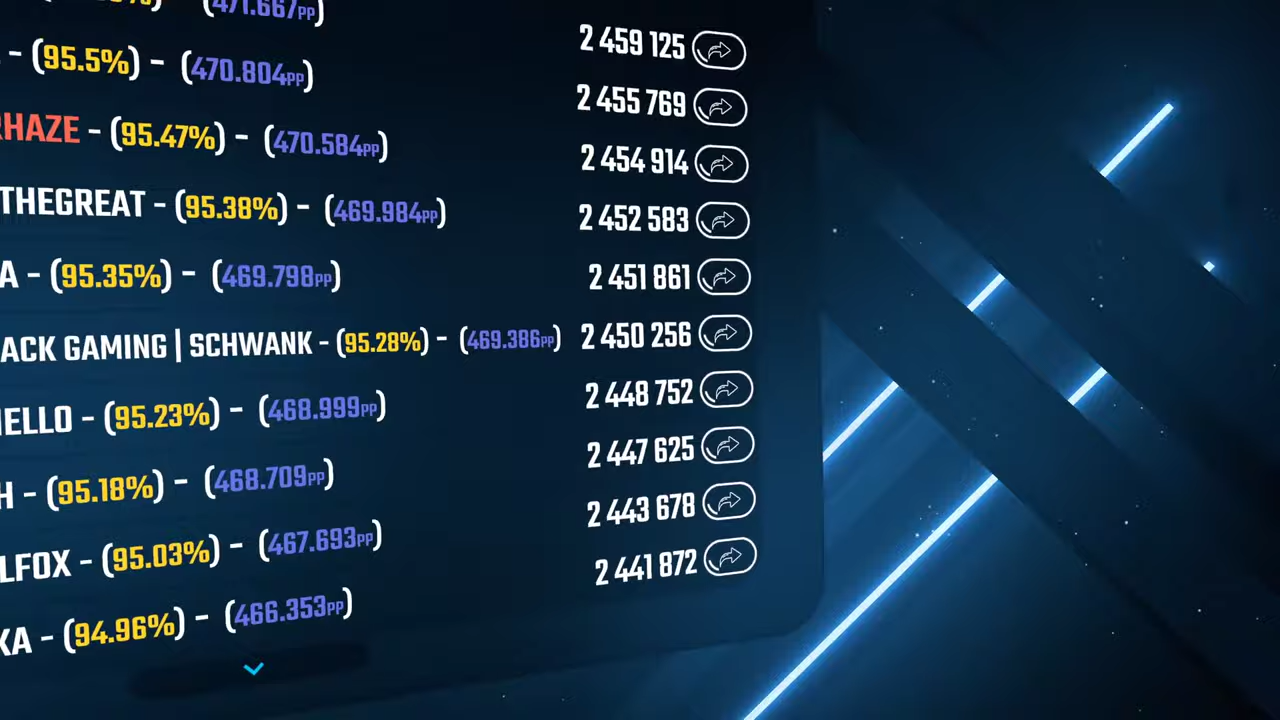 (471.667pp) 2 459 125
- (95.5%) - (470.804pp) 2 455 769
HAZE - (95.47%) - (470.584pp) 2 454 914
THEGREAT - (95.38%) - (469.984pp) 2 452 583
A - (95.35%) - (469.798pp) 2 451 861
ACK GAMING | SCHWANK - (95.28%) - (469.386pp) 2 450 256
ELLO - (95.23%) - (468.999pp) 2 448 752
H - (95.18%) - (468.709pp) 2 447 625
LFOX - (95.03%) - (467.693pp) 2 443 678
KA - (94.96%) - (466.353pp) 2 441 872